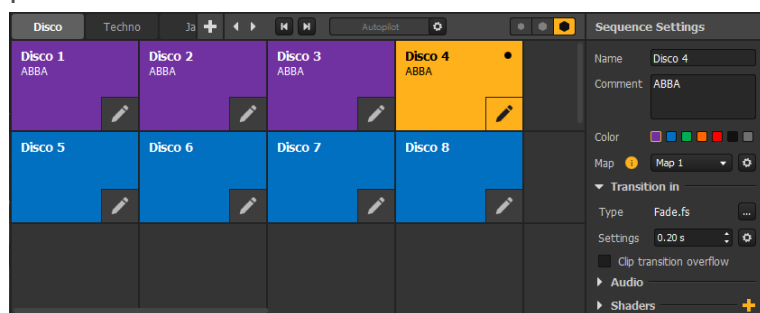 Disco Techno Ja Autopilot Sequence Settings
Disco 1 Disco 2 Disco 3 Disco 4
ABBA ABBA ABBA ABBA
Name Disco 4
Comment ABBA
Color
Disco 5 Disco 6 Disco 7 Disco 8
Map Map 1
Transition in
Type Fade.fs ...
Settings 0.20 s
Clip transition overflow
Audio
Shaders